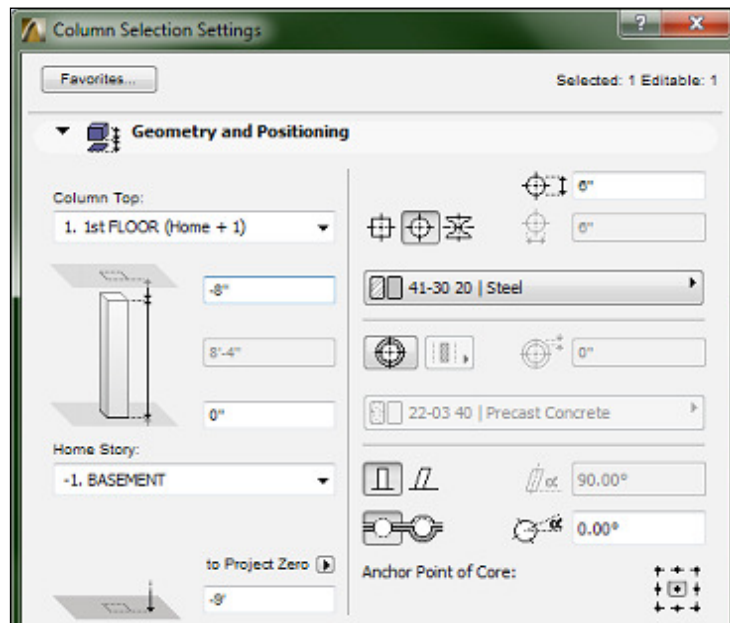 Column Selection Settings
?
Favorites...
Selected: 1 Editable: 1
Geometry and Positioning
Column Top:
1. 1st FLOOR (Home + 1)
-8"
8'-4"
0"
Home Story:
-1. BASEMENT
to Project Zero
-9'
6"
6"
41-30 20 | Steel
0"
22-03 40 | Precast Concrete
α 90.00°
α 0.00°
Anchor Point of Core: